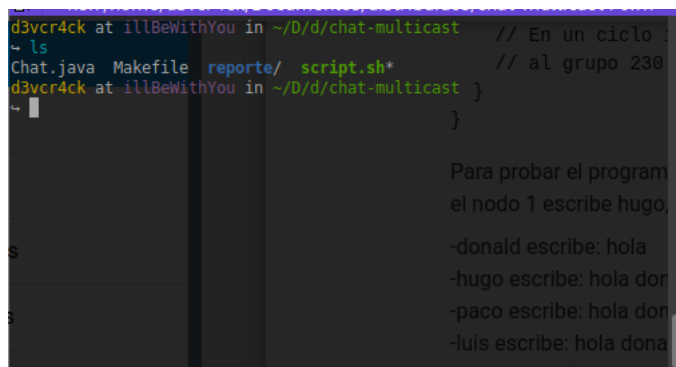 d3vcr4ck at illBeWithYou in ~/D/d/chat-multicast
↪ ls
Chat.java Makefile reporte/ script.sh*
d3vcr4ck at illBeWithYou in ~/D/d/chat-multicast
↪
// En un ciclo
// al grupo 230
}
}
Para probar el program
el nodo 1 escribe hugo,
-donald escribe: hola
-hugo escribe: hola don
-paco escribe: hola don
-luis escribe: hola dona